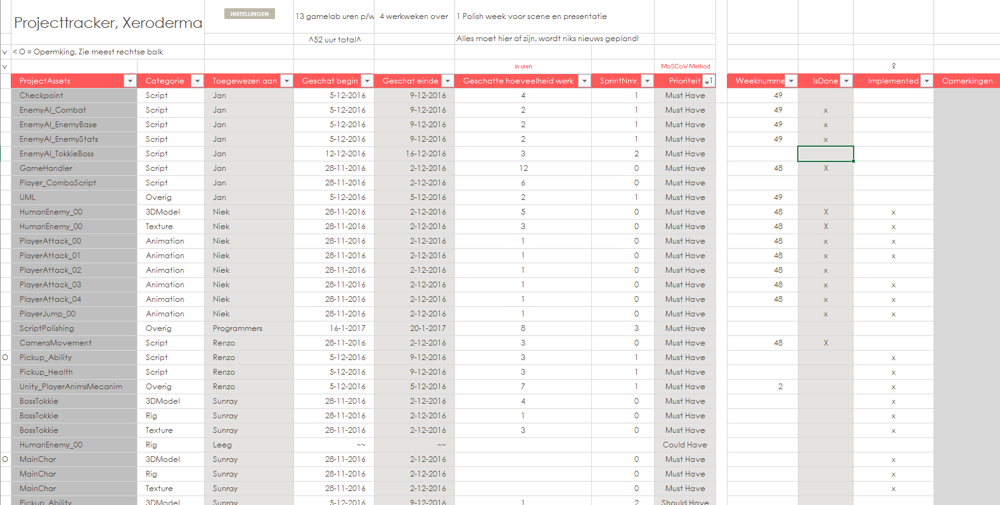 Projecttracker, Xeroderma INSTELLINGEN 13 gamelab uren p/w 4 werkweken over 1 Polish week voor scene en presentatie
^52 uur total^ Alles moet hier af zijn, wordt niks nieuws gepland!
v < O = Opermking, Zie meest rechtse balk
v in uren MoSCoW Method ?
ProjectAssets Categorie Toegewezen aan Geschat begin Geschat einde Geschatte hoeveelheid werk SprintNmr. Prioriteit Weeknumme IsDone Implemented Opmerkingen
Checkpoint Script Jan 5-12-2016 9-12-2016 4 1 Must Have 49
EnemyAI_Combat Script Jan 5-12-2016 9-12-2016 2 1 Must Have 49 x
EnemyAI_EnemyBase Script Jan 5-12-2016 9-12-2016 2 1 Must Have 49 x
EnemyAI_EnemyStats Script Jan 5-12-2016 9-12-2016 2 1 Must Have 49 x
EnemyAI_TokkieBoss Script Jan 12-12-2016 16-12-2016 3 2 Must Have
GameHandler Script Jan 28-11-2016 2-12-2016 12 0 Must Have 48 X
Player_ComboScript Script Jan 28-11-2016 2-12-2016 6 0 Must Have
UML Overig Jan 5-12-2016 5-12-2016 2 1 Must Have 49
HumanEnemy_00 3DModel Niek 28-11-2016 2-12-2016 5 0 Must Have 48 X x
HumanEnemy_00 Texture Niek 28-11-2016 2-12-2016 3 0 Must Have 48 X x
PlayerAttack_00 Animation Niek 28-11-2016 2-12-2016 1 0 Must Have 48 x x
PlayerAttack_01 Animation Niek 28-11-2016 2-12-2016 1 0 Must Have 48 x x
PlayerAttack_02 Animation Niek 28-11-2016 2-12-2016 1 0 Must Have 48 x
PlayerAttack_03 Animation Niek 28-11-2016 2-12-2016 1 0 Must Have 48 x x
PlayerAttack_04 Animation Niek 28-11-2016 2-12-2016 1 0 Must Have 48 x x
PlayerJump_00 Animation Niek 28-11-2016 2-12-2016 1 0 Must Have x x
ScriptPolishing Overig Programmers 16-1-2017 20-1-2017 8 3 Must Have
CameraMovement Script Renzo 28-11-2016 2-12-2016 3 0 Must Have 48 X
O Pickup_Ability Script Renzo 5-12-2016 9-12-2016 3 1 Must Have x
Pickup_Health Script Renzo 5-12-2016 9-12-2016 3 1 Must Have x
Unity_PlayerAnimsMecanim Overig Renzo 5-12-2016 5-12-2016 7 1 Must Have 2 x
BossTokkie 3DModel Sunray 28-11-2016 2-12-2016 4 0 Must Have x
BossTokkie Rig Sunray 28-11-2016 2-12-2016 1 0 Must Have x
BossTokkie Texture Sunray 28-11-2016 2-12-2016 3 0 Must Have x
HumanEnemy_00 Rig Leeg ~~ ~~ Could Have
O MainChar 3DModel Sunray 28-11-2016 2-12-2016 0 Must Have x
MainChar Rig Sunray 28-11-2016 2-12-2016 0 Must Have x
MainChar Texture Sunray 28-11-2016 2-12-2016 0 Must Have x
Pickup_Ability 3DModel Sunray 5-12-2016 9-12-2016 1 2 Should Have